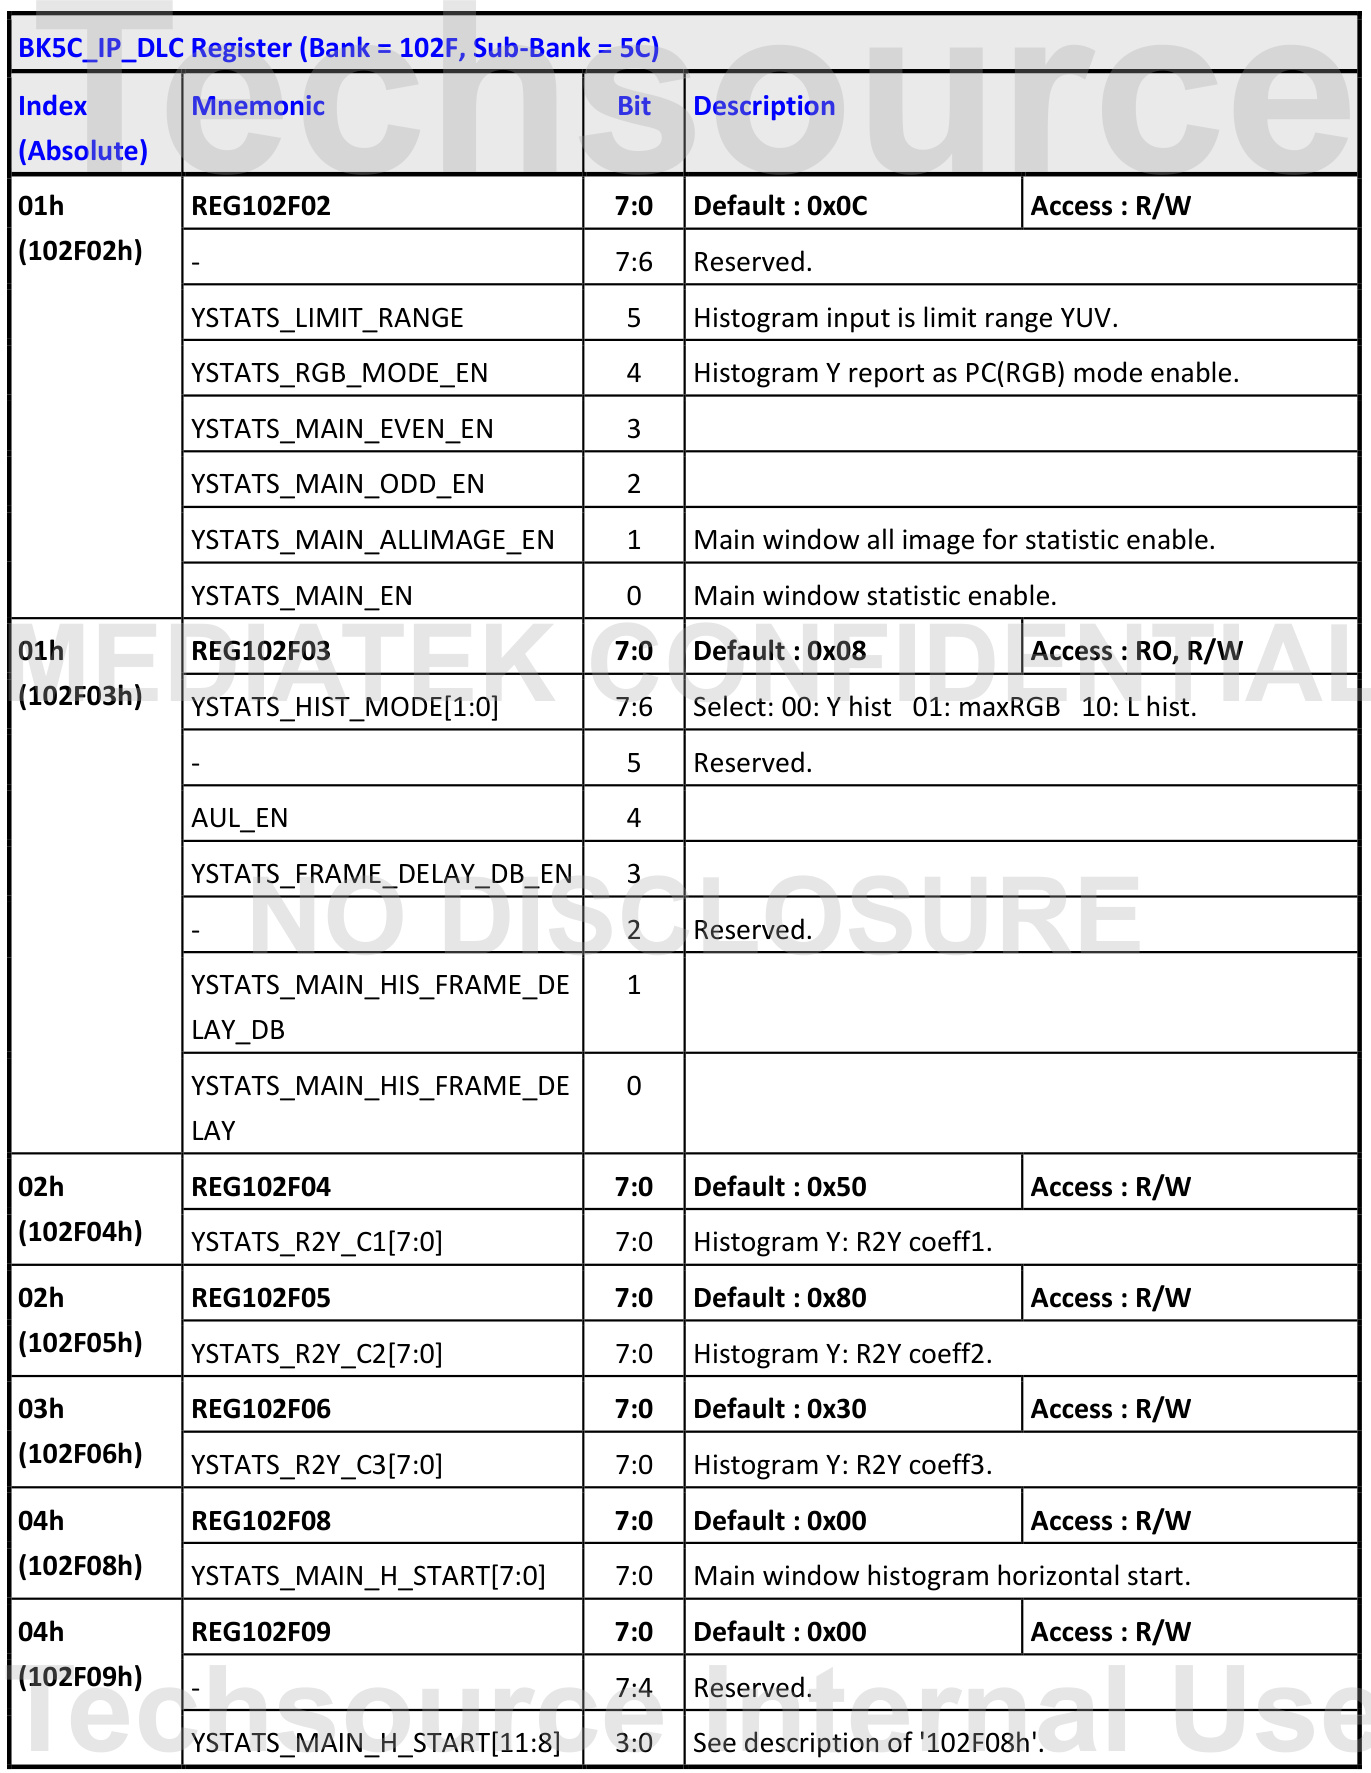 Techsource
BK5C_IP_DLC Register (Bank = 102F, Sub-Bank = 5C)
Index (Absolute) Mnemonic Bit Description
01h (102F02h) REG102F02 7:0 Default : 0x0C Access : R/W
- 7:6 Reserved.
YSTATS_LIMIT_RANGE 5 Histogram input is limit range YUV.
YSTATS_RGB_MODE_EN 4 Histogram Y report as PC(RGB) mode enable.
YSTATS_MAIN_EVEN_EN 3
YSTATS_MAIN_ODD_EN 2
YSTATS_MAIN_ALLIMAGE_EN 1 Main window all image for statistic enable.
YSTATS_MAIN_EN 0 Main window statistic enable.
MEDIATEK CONFIDENTIAL
01h (102F03h) REG102F03 7:0 Default : 0x08 Access : RO, R/W
YSTATS_HIST_MODE[1:0] 7:6 Select: 00: Y hist 01: maxRGB 10: L hist.
- 5 Reserved.
AUL_EN 4
YSTATS_FRAME_DELAY_DB_EN 3
NO DISCLOSURE
- 2 Reserved.
YSTATS_MAIN_HIS_FRAME_DE 1
LAY_DB
YSTATS_MAIN_HIS_FRAME_DE 0
LAY
02h (102F04h) REG102F04 7:0 Default : 0x50 Access : R/W
YSTATS_R2Y_C1[7:0] 7:0 Histogram Y: R2Y coeff1.
02h (102F05h) REG102F05 7:0 Default : 0x80 Access : R/W
YSTATS_R2Y_C2[7:0] 7:0 Histogram Y: R2Y coeff2.
03h (102F06h) REG102F06 7:0 Default : 0x30 Access : R/W
YSTATS_R2Y_C3[7:0] 7:0 Histogram Y: R2Y coeff3.
04h (102F08h) REG102F08 7:0 Default : 0x00 Access : R/W
YSTATS_MAIN_H_START[7:0] 7:0 Main window histogram horizontal start.
04h (102F09h) REG102F09 7:0 Default : 0x00 Access : R/W
- 7:4 Reserved.
Techsource Internal Use
YSTATS_MAIN_H_START[11:8] 3:0 See description of '102F08h'.